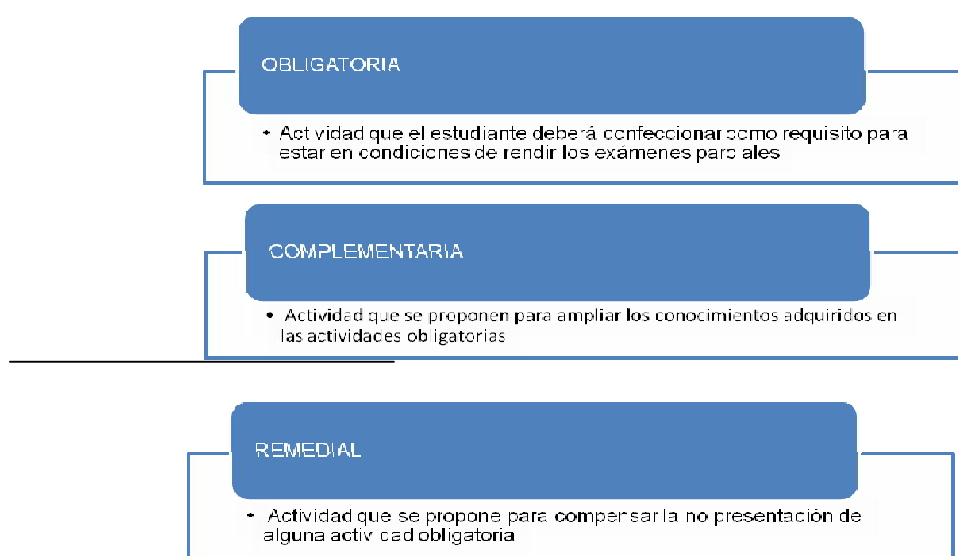 OBLIGATORIA
• Actividad que el estudiante deberá confeccionar como requisito para
estar en condiciones de rendir los exámenes parciales
COMPLEMENTARIA
• Actividad que se proponen para ampliar los conocimientos adquiridos en
las actividades obligatorias
REMEDIAL
• Actividad que se propone para compensar la no presentación de
alguna actividad obligatoria